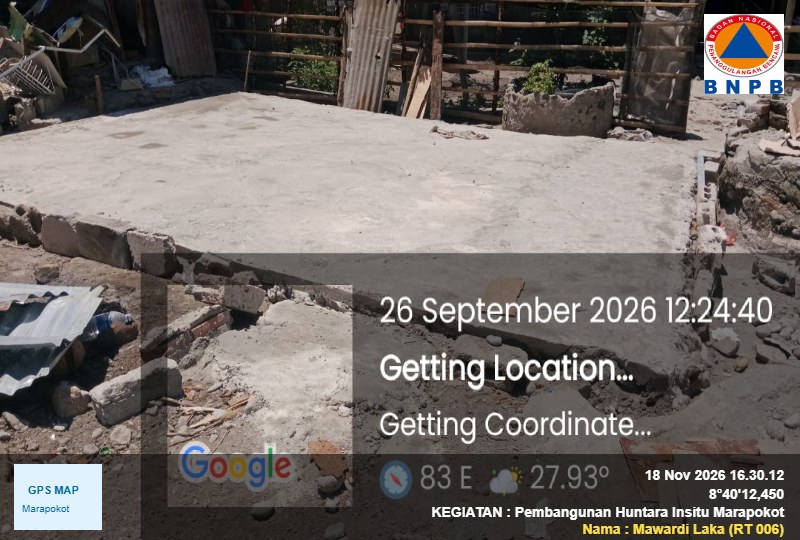 BADAN NASIONAL
PENANGGULANGAN BENCANA
BNPB
26 September 2026 12:24:40
Getting Location...
Getting Coordinate...
Google
83 E 27.93°
GPS MAP
Marapokot
18 Nov 2026 16.30.12
8°40'12,450
KEGIATAN : Pembangunan Huntara Insitu Marapokot
Nama : Mawardi Laka (RT 006)